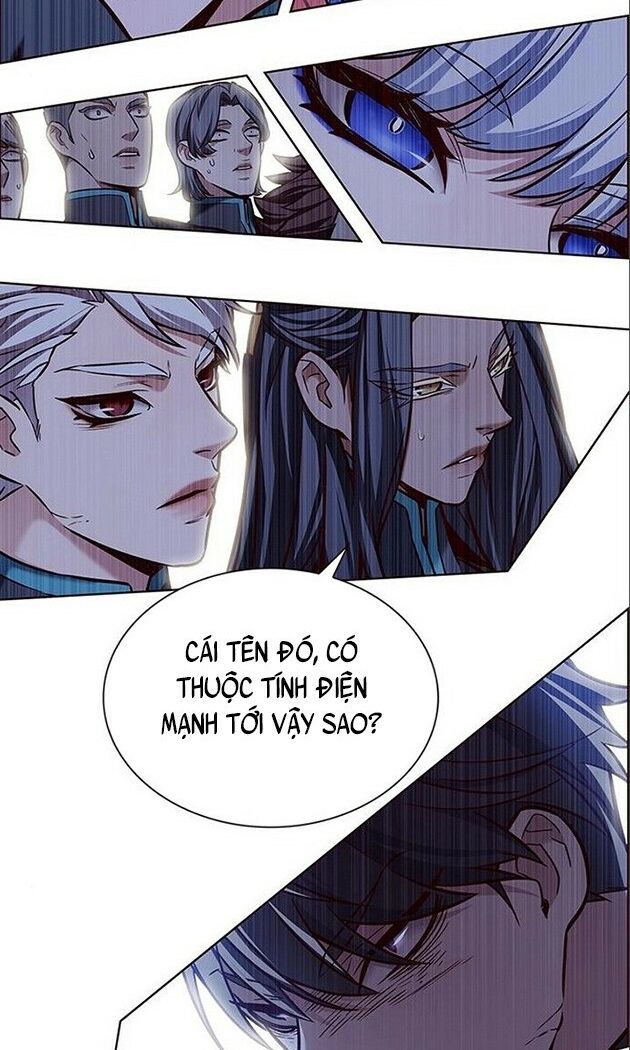 CÁI TÊN ĐÓ, CÓ
THUỘC TÍNH ĐIỆN
MẠNH TỚI VẬY SAO?